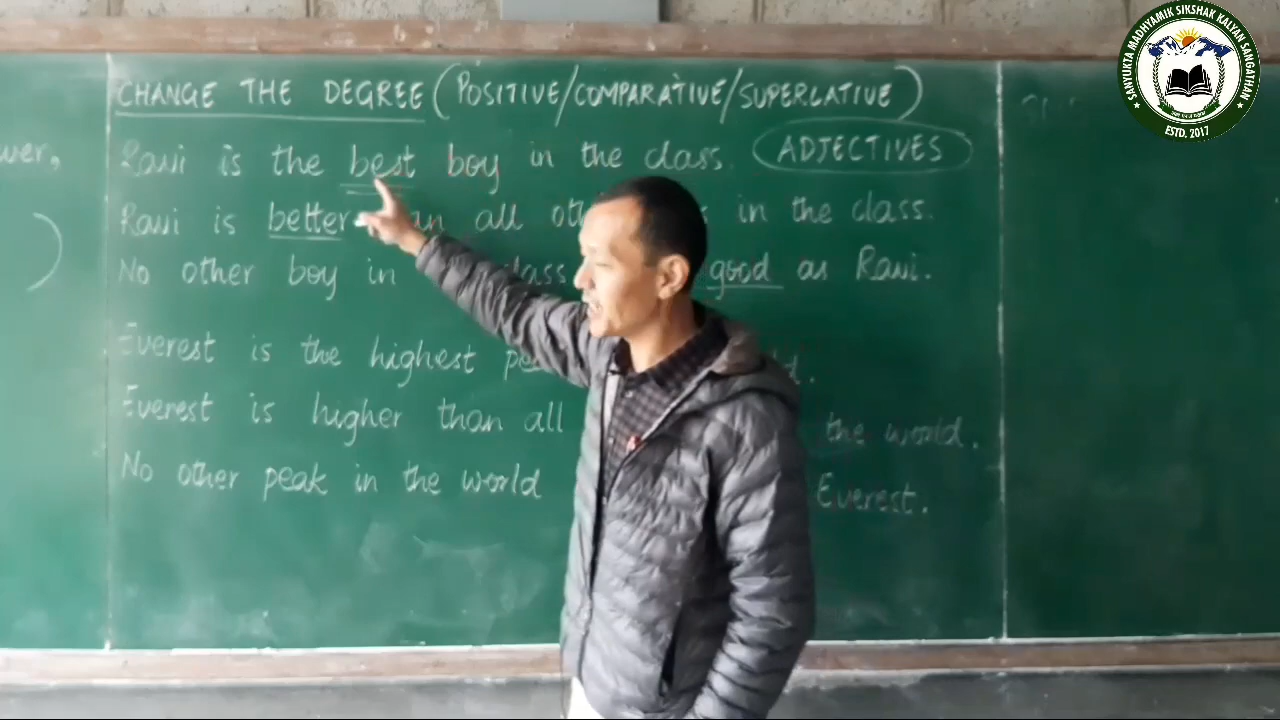 CHANGE THE DEGREE (POSITIVE/COMPARATIVE/SUPERLATIVE)
Ravi is the best boy in the class. ADJECTIVES
Ravi is better all in the class.
No other boy in good as Ravi.
Everest is the highest
Everest is higher than all the world.
No other peak in the world Everest.
SANYUKTA MADHYAMIK SIKSHAK KALYAN SANGATHAN
ESTD. 2017